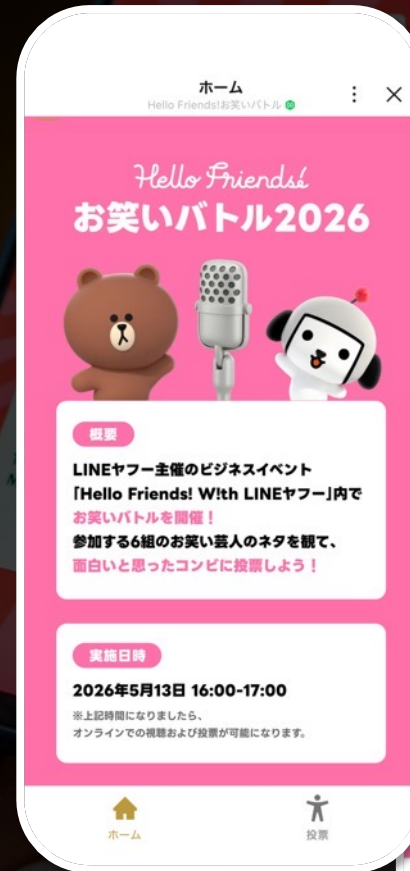 ホーム
Hello Friends!お笑いバトル
Hello Friends!
お笑いバトル2026
概要
LINEヤフー主催のビジネスイベント
「Hello Friends! W!th LINEヤフー」内で
お笑いバトルを開催！
参加する6組のお笑い芸人のネタを観て、
面白いと思ったコンビに投票しよう！
実施日時
2026年5月13日 16:00-17:00
※上記時間になりましたら、
オンラインでの視聴および投票が可能になります。
ホーム
投票